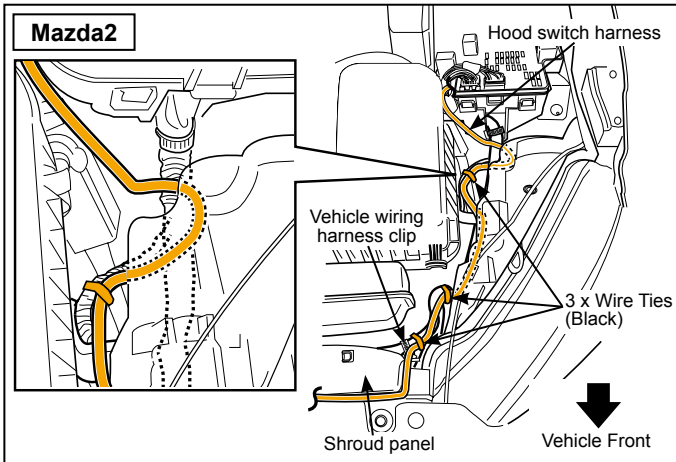 Mazda2
Hood switch harness
Vehicle wiring
harness clip
3 x Wire Ties
(Black)
Shroud panel
Vehicle Front